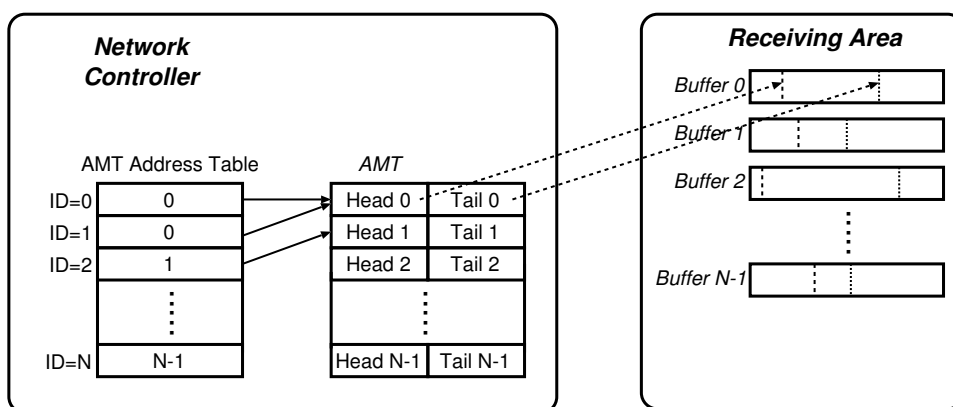 Network
Controller
AMT Address Table
ID=0
0
ID=1
0
ID=2
1
ID=N
N-1
AMT
Head 0
Tail 0
Head 1
Tail 1
Head 2
Tail 2
Head N-1
Tail N-1
Receiving Area
Buffer 0
Buffer 1
Buffer 2
Buffer N-1